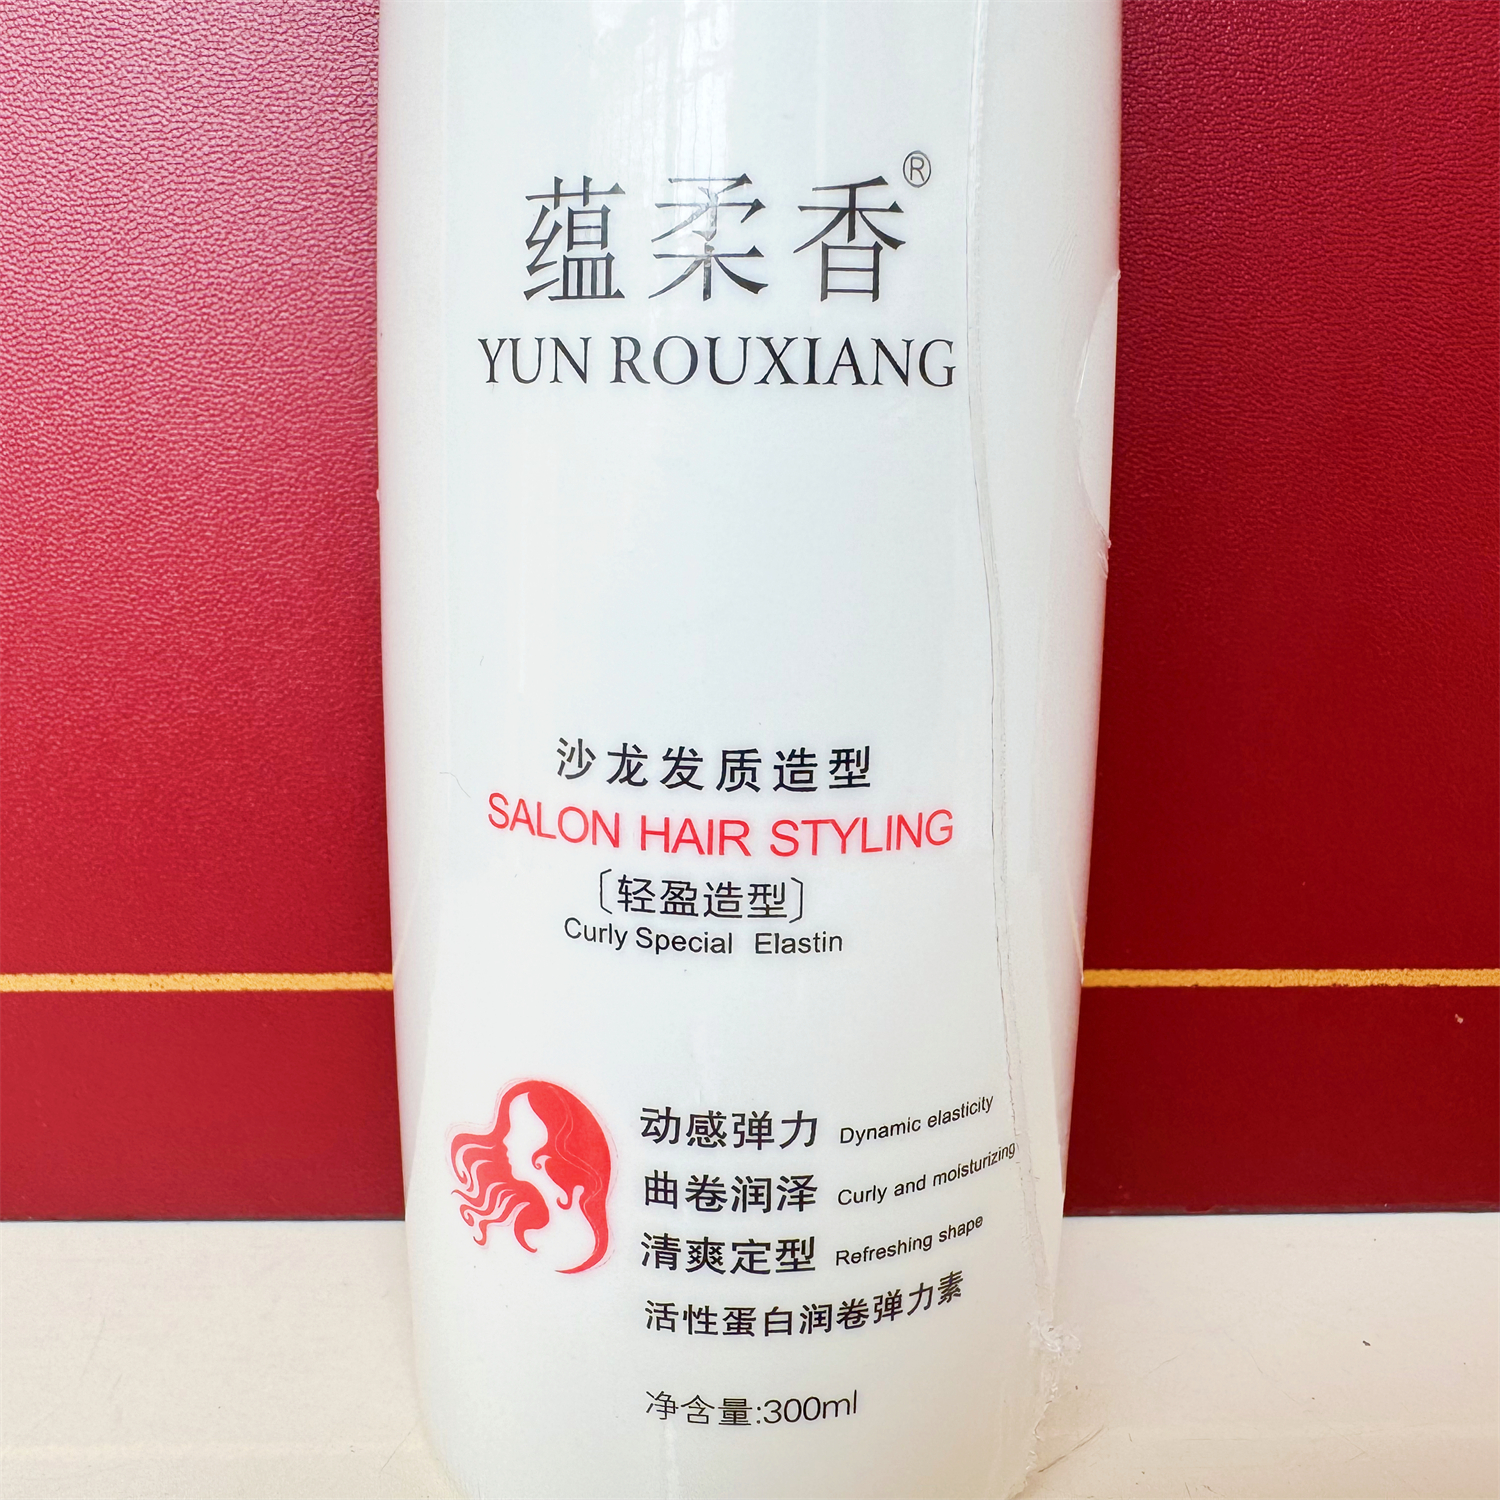 蕴柔香®
YUN ROUXIANG
沙龙发质造型
SALON HAIR STYLING
〔轻盈造型〕
Curly Special Elastin
动感弹力 Dynamic elasticity
曲卷润泽 Curly and moisturizing
清爽定型 Refreshing shape
活性蛋白润卷弹力素
净含量:300ml